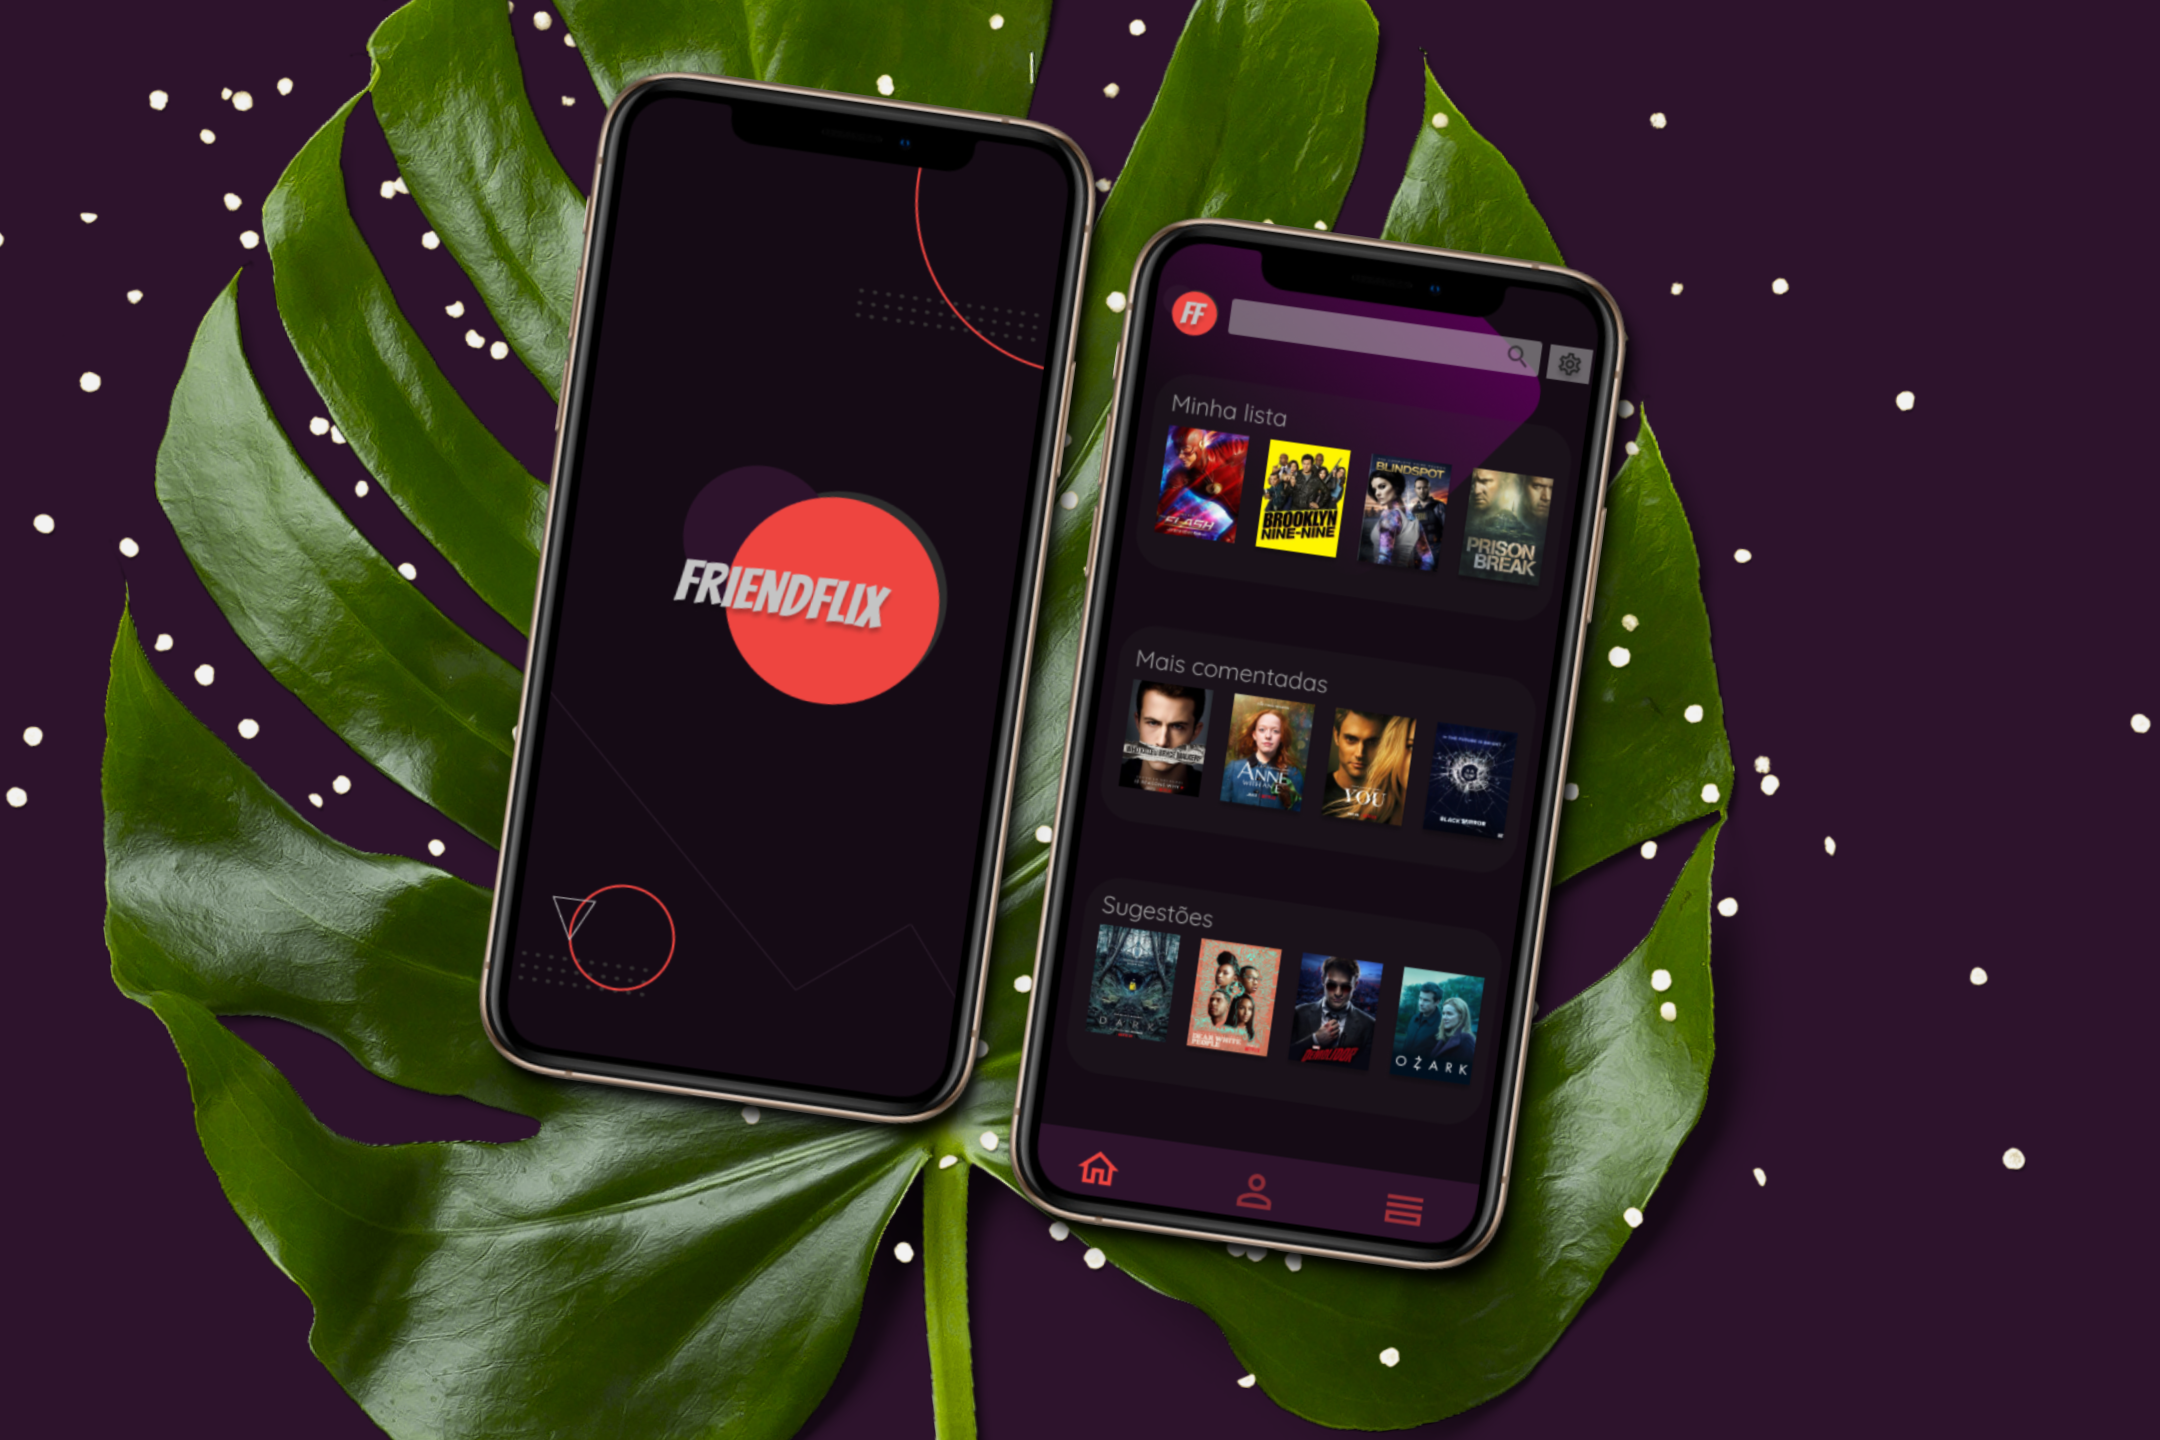 FRIENDFLIX
FF
Minha lista
FLASH
BROOKLYN
NINE-NINE
BLINDSPOT
PRISON
BREAK
Mais comentadas
ANNE
YOU
BLACK MIRROR
Sugestões
DARK
DEAR WHITE
PEOPLE
DEMOLIDOR
OZARK